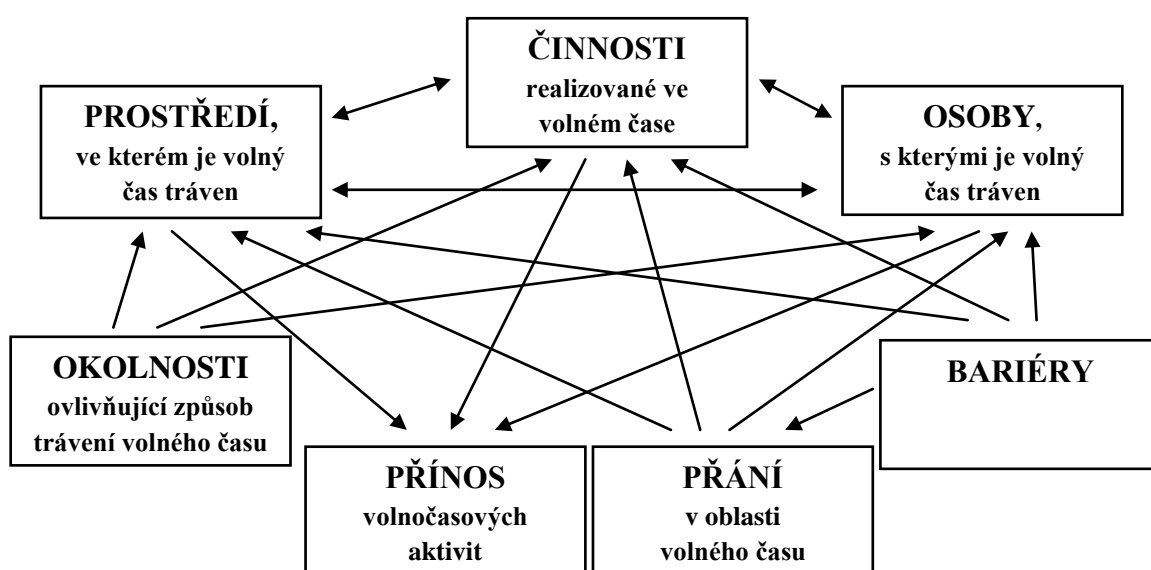 ČINNOSTI
realizované ve
volném čase
PROSTŘEDÍ,
ve kterém je volný
čas tráven
OSOBY,
s kterými je volný
čas tráven
OKOLNOSTI
ovlivňující způsob
trávení volného času
BARIÉRY
PŘÍNOS
volnočasových
aktivit
PŘÁNÍ
v oblasti
volného času